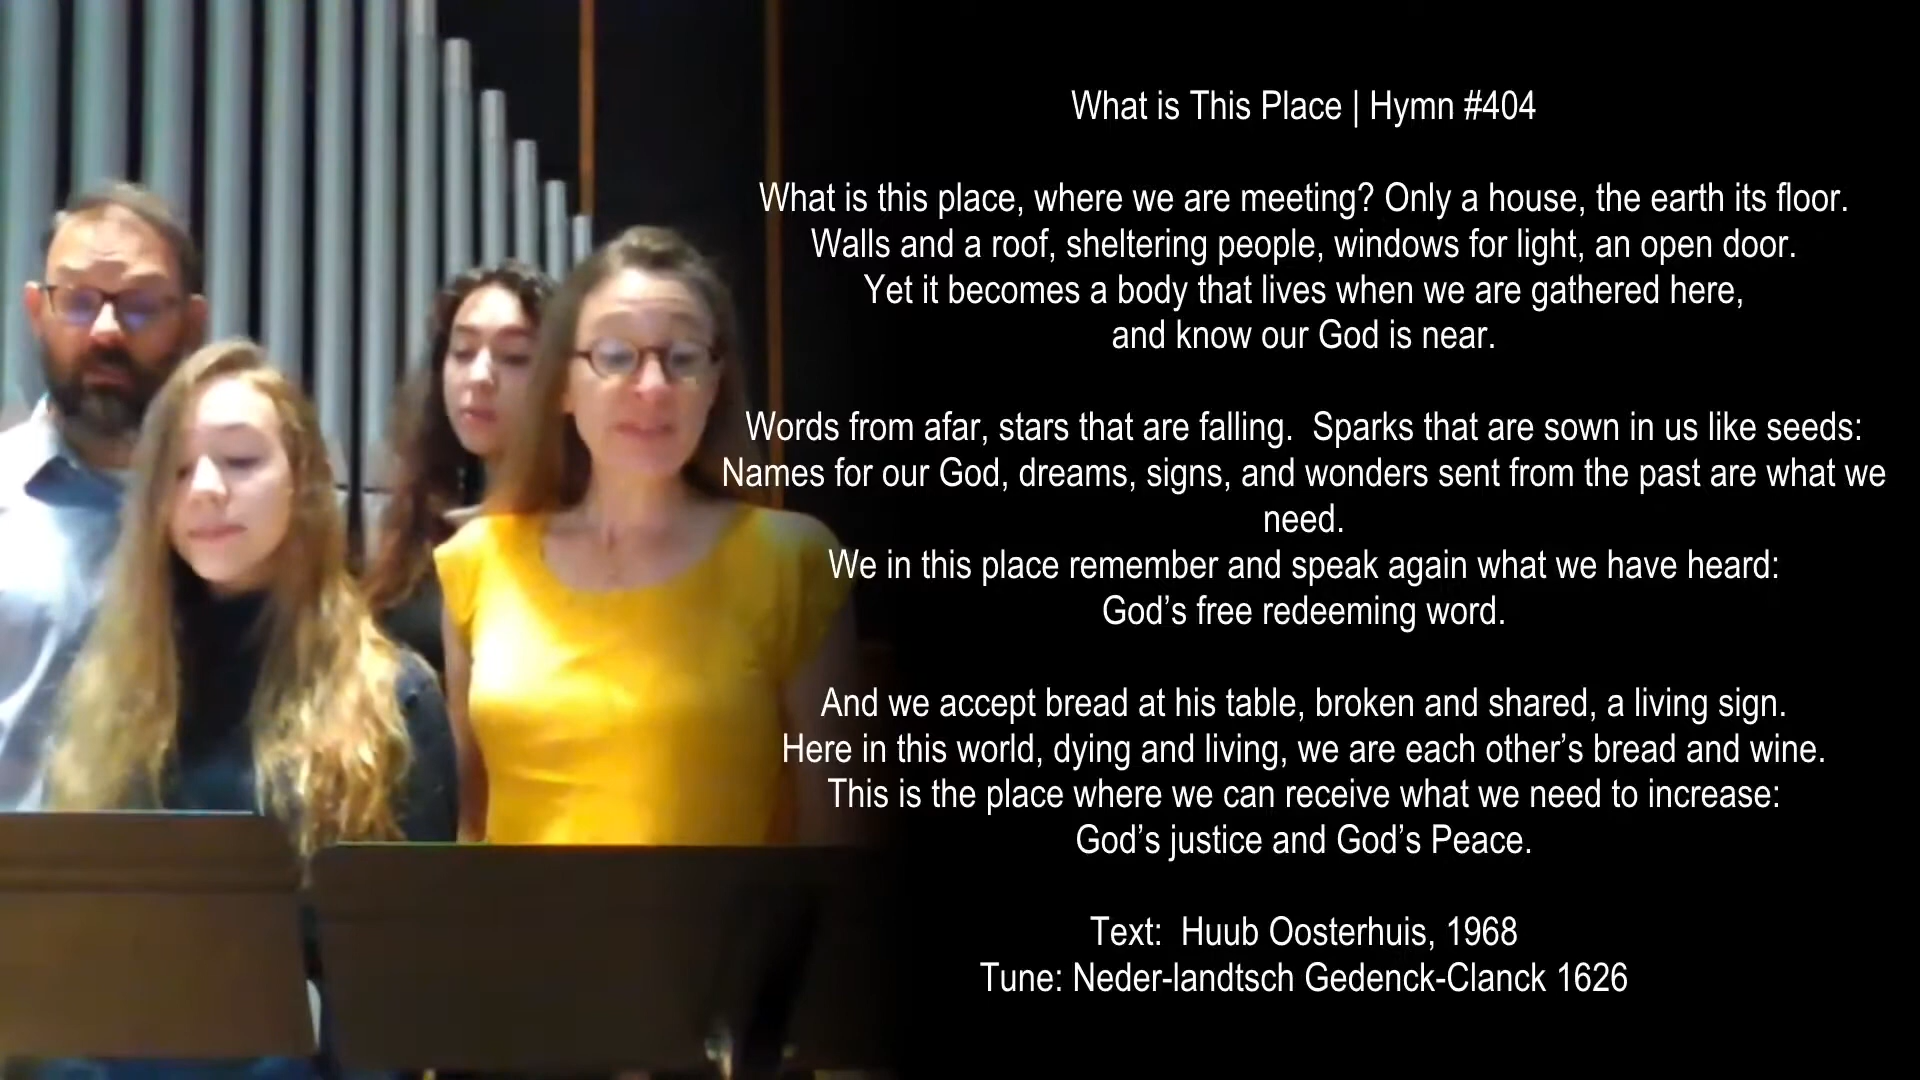 What is This Place | Hymn #404
What is this place, where we are meeting? Only a house, the earth its floor.
Walls and a roof, sheltering people, windows for light, an open door.
Yet it becomes a body that lives when we are gathered here,
and know our God is near.
Words from afar, stars that are falling.  Sparks that are sown in us like seeds:
Names for our God, dreams, signs, and wonders sent from the past are what we
need.
We in this place remember and speak again what we have heard:
God’s free redeeming word.
And we accept bread at his table, broken and shared, a living sign.
Here in this world, dying and living, we are each other’s bread and wine.
This is the place where we can receive what we need to increase:
God’s justice and God’s Peace.
Text:  Huub Oosterhuis, 1968
Tune: Neder-landtsch Gedenck-Clanck 1626